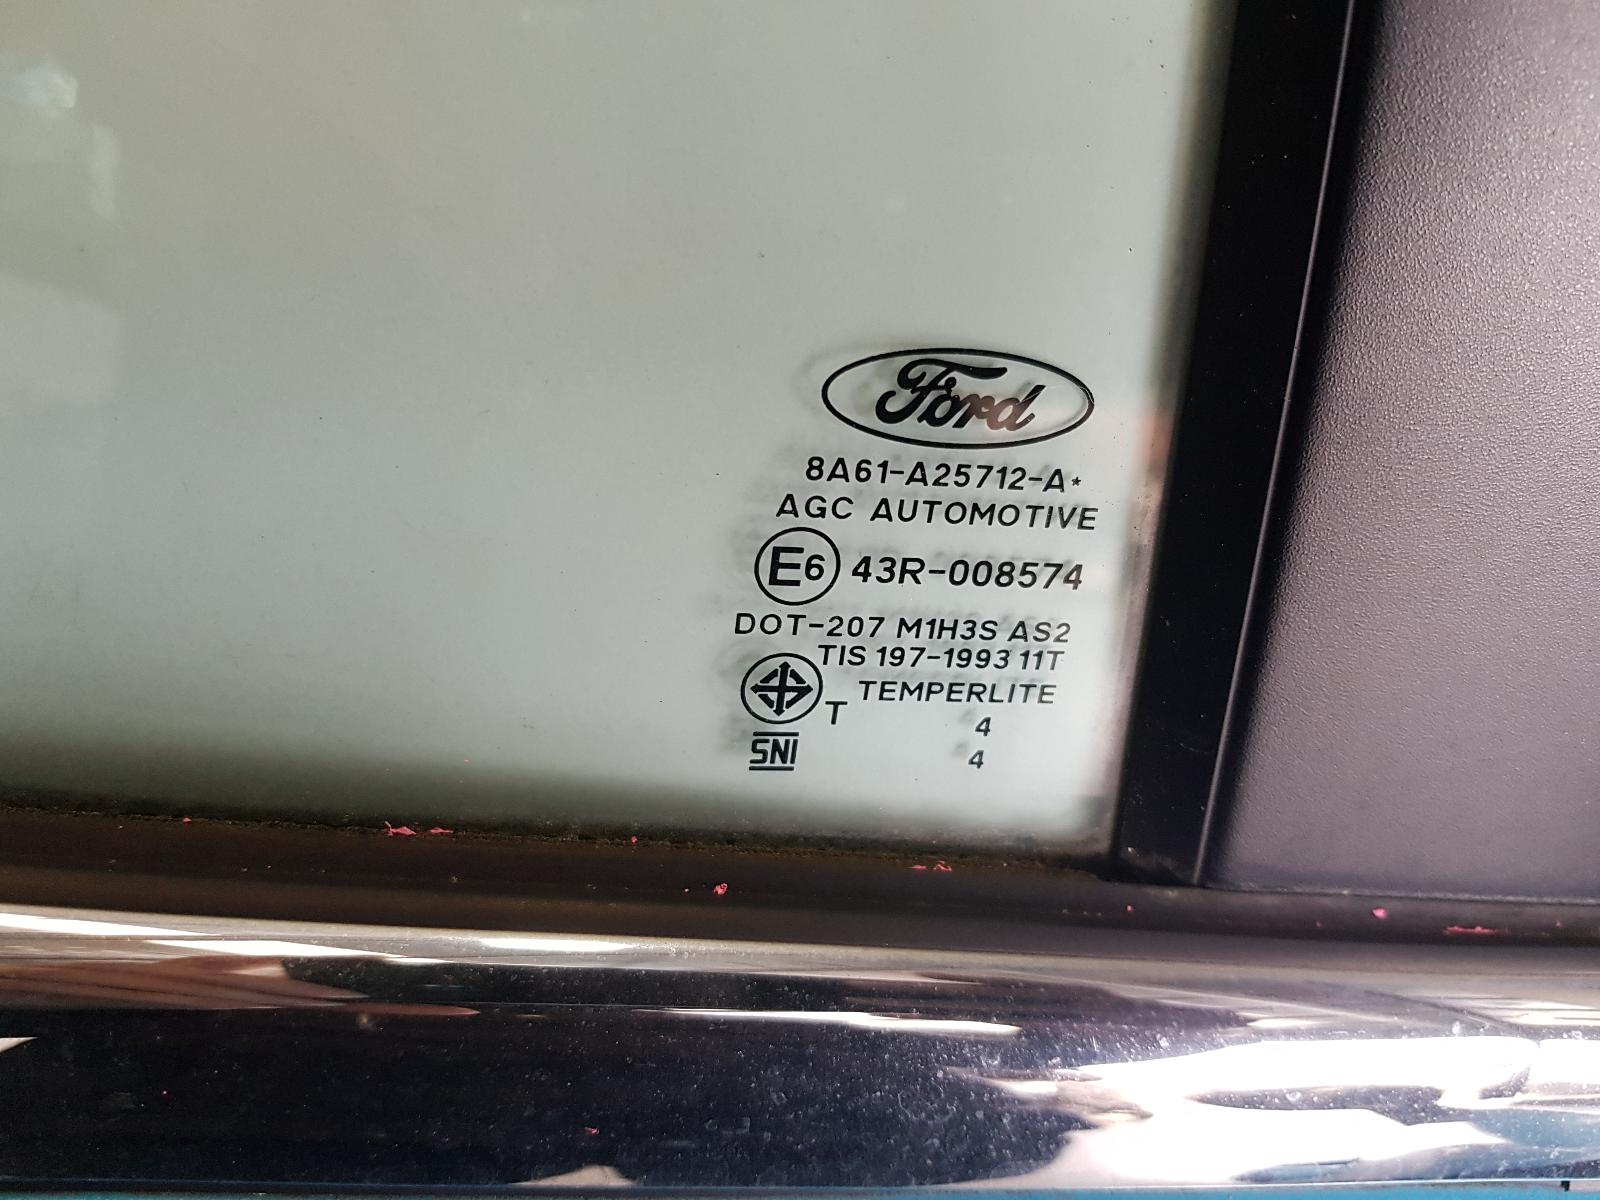 Ford
8A61-A25712-A*
AGC AUTOMOTIVE
E6 43R-008574
DOT-207 M1H3S AS2
TIS 197-1993 11T
T TEMPERLITE
4
SNI 4